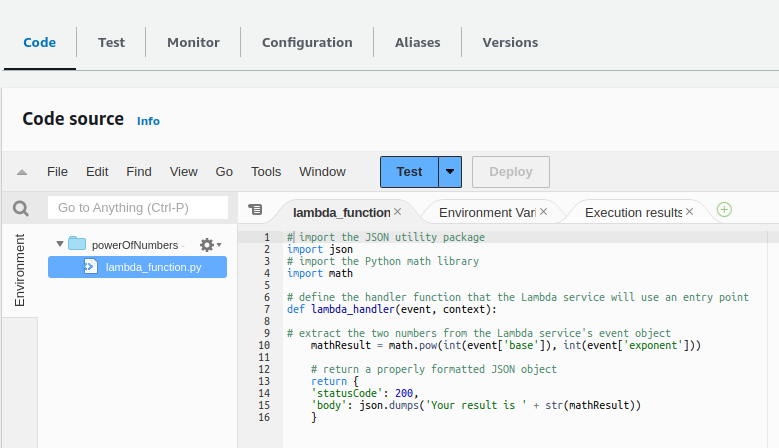 Code Test Monitor Configuration Aliases Versions
Code source Info
File Edit Find View Go Tools Window Test Deploy
Go to Anything (Ctrl-P) lambda_function Environment Vari Execution results
Environment
powerOfNumbers -
lambda_function.py
1 # import the JSON utility package
2 import json
3 # import the Python math library
4 import math
5
6 # define the handler function that the Lambda service will use an entry point
7 def lambda_handler(event, context):
8
9 # extract the two numbers from the Lambda service's event object
10 mathResult = math.pow(int(event['base']), int(event['exponent']))
11
12 # return a properly formatted JSON object
13 return {
14 'statusCode': 200,
15 'body': json.dumps('Your result is ' + str(mathResult))
16 }